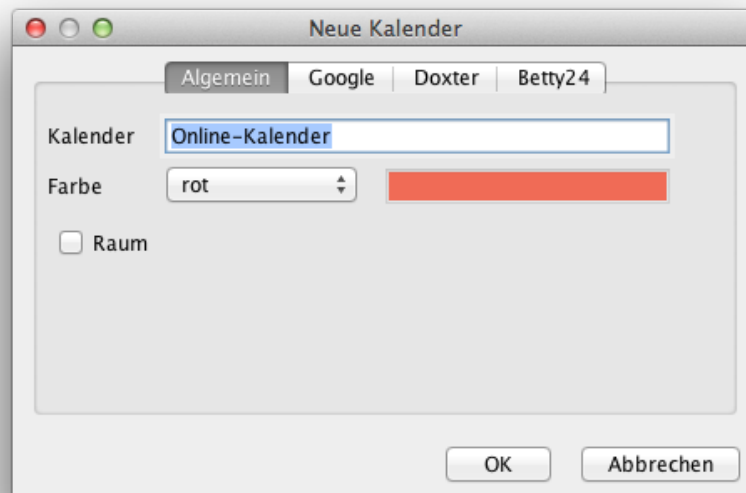 Neue Kalender
Algemein Google Doxter Betty24
Kalender Online-Kalender
Farbe rot
Raum
OK Abbrechen